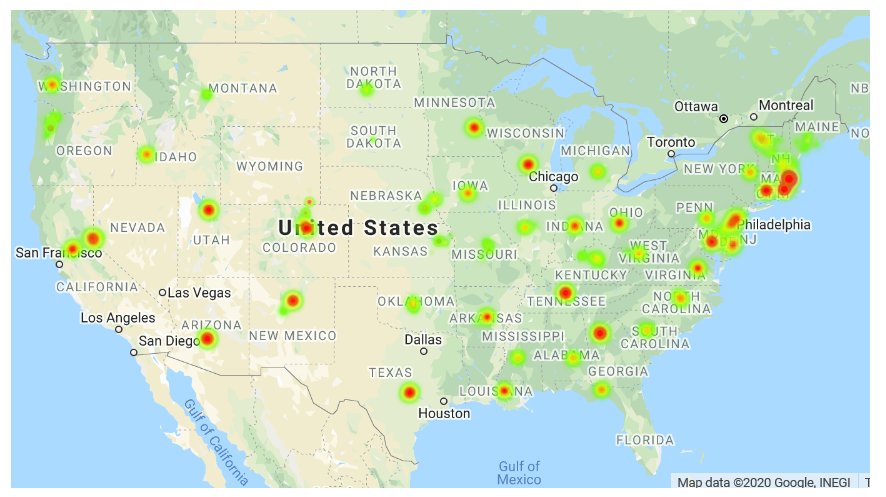 WASHINGTON
MONTANA
NORTH
DAKOTA
MINNESOTA
Ottawa
Montreal
NB
MAINE
NO
OREGON
IDAHO
SOUTH
DAKOTA
WISCONSIN
MICHIGAN
Toronto
WYOMING
Chicago
NEW YORK
NH
MA
NEBRASKA
IOWA
ILLINOIS
INDIANA
OHIO
PENN
Philadelphia
NEVADA
UTAH
United States
COLORADO
KANSAS
MISSOURI
WEST
VIRGINIA
NJ
San Francisco
CALIFORNIA
Las Vegas
KENTUCKY
VIRGINIA
Los Angeles
ARIZONA
NEW MEXICO
OKLAHOMA
ARKANSAS
TENNESSEE
NORTH
CAROLINA
San Diego
Dallas
MISSISSIPPI
ALABAMA
SOUTH
CAROLINA
TEXAS
LOUISIANA
GEORGIA
Houston
Gulf of California
FLORIDA
Gulf of
Mexico
Map data ©2020 Google, INEGI
T